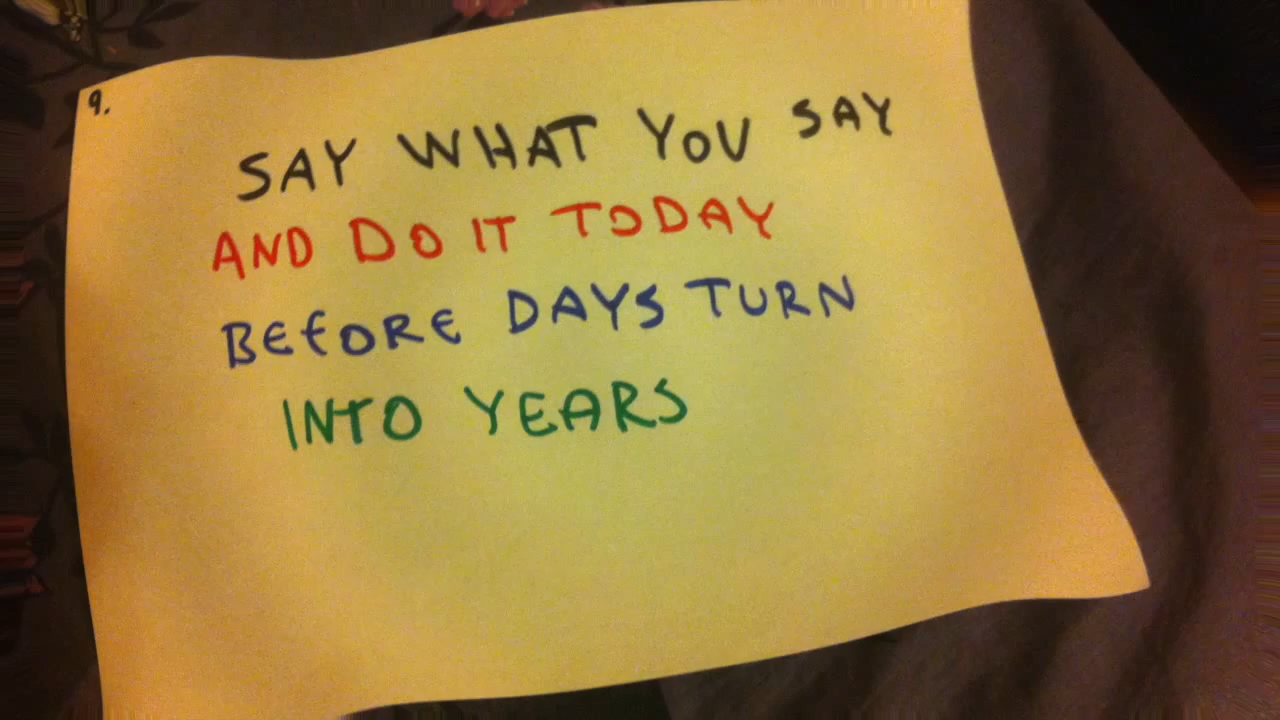 9.
SAY WHAT YOU SAY
AND DO IT TODAY
BEFORE DAYS TURN
INTO YEARS